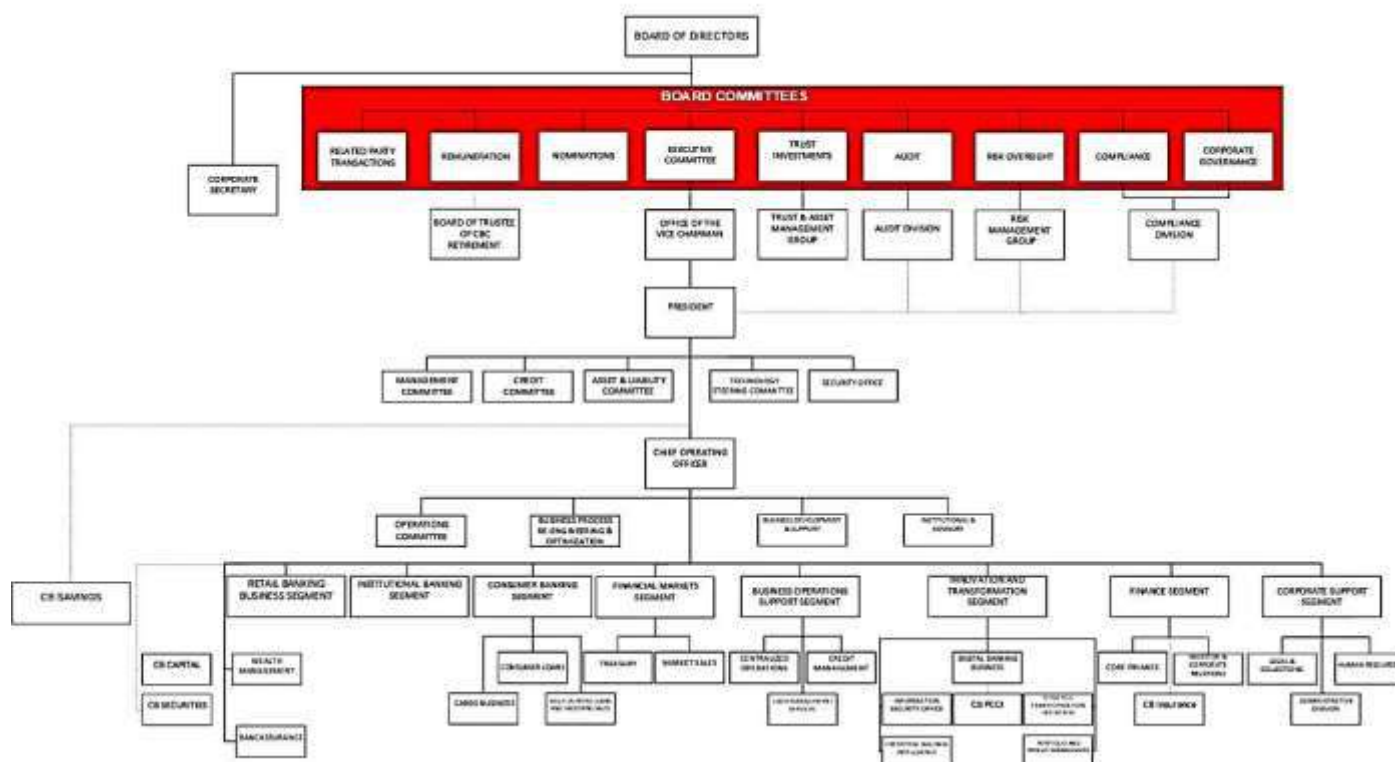 BOARD OF DIRECTORS
BOARD COMMITTEES
RELATED PARTY
TRANSACTIONS
REMUNERATION
NOMINATIONS
EXECUTIVE
COMMITTEE
TRUST
INVESTMENTS
AUDIT
RISK OVERSIGHT
COMPLIANCE
CORPORATE
GOVERNANCE
CORPORATE
SECRETARY
BOARD OF TRUSTEE
OF CBC
RETIREMENT
OFFICE OF THE
VICE CHAIRMAN
TRUST & ASSET
MANAGEMENT
GROUP
AUDIT DIVISION
RISK
MANAGEMENT
GROUP
COMPLIANCE
DIVISION
PRESIDENT
MANAGEMENT
COMMITTEE
CREDIT
COMMITTEE
ASSET & LIABILITY
COMMITTEE
TECHNOLOGY
STEERING COMMITTEE
SECURITY OFFICE
CHIEF OPERATING
OFFICER
OPERATIONS
COMMITTEE
BUSINESS PROCESS
RE-ENGINEERING &
OPTIMIZATION
BUSINESS DEVELOPMENT
& SUPPORT
INSTITUTIONAL &
ADVISORY
CB SAVINGS
RETAIL BANKING
BUSINESS SEGMENT
INSTITUTIONAL BANKING
SEGMENT
CONSUMER BANKING
SEGMENT
FINANCIAL MARKETS
SEGMENT
BUSINESS OPERATIONS
SUPPORT SEGMENT
INNOVATION AND
TRANSFORMATION
SEGMENT
FINANCE SEGMENT
CORPORATE SUPPORT
SEGMENT
CB CAPITAL
WEALTH
MANAGEMENT
CONSUMER LOANS
TREASURY
MARKET SALES
CENTRALIZED
OPERATIONS
CREDIT
MANAGEMENT
DIGITAL BANKING
BUSINESS
CORE FINANCE
& CORPORATE
RELATIONS
LEGAL &
COLLECTIONS
HUMAN RESOURCES
CB SECURITIES
CARDS BUSINESS
INFORMATION
SECURITY OFFICE
CB PCCI
CB Insurance
ADMINISTRATIVE
DIVISION
BANCASSURANCE